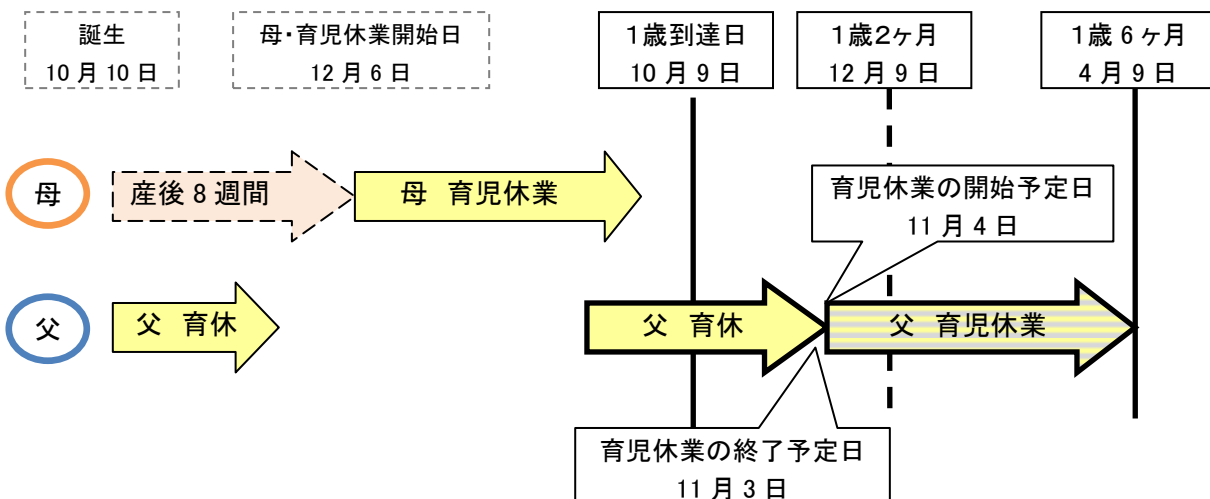 誕生
10月10日
母・育児休業開始日
12月6日
1歳到達日
10月9日
1歳2ヶ月
12月9日
1歳6ヶ月
4月9日
母
産後8週間
母 育児休業
育児休業の開始予定日
11月4日
父
父 育休
父 育休
父 育児休業
育児休業の終了予定日
11月3日